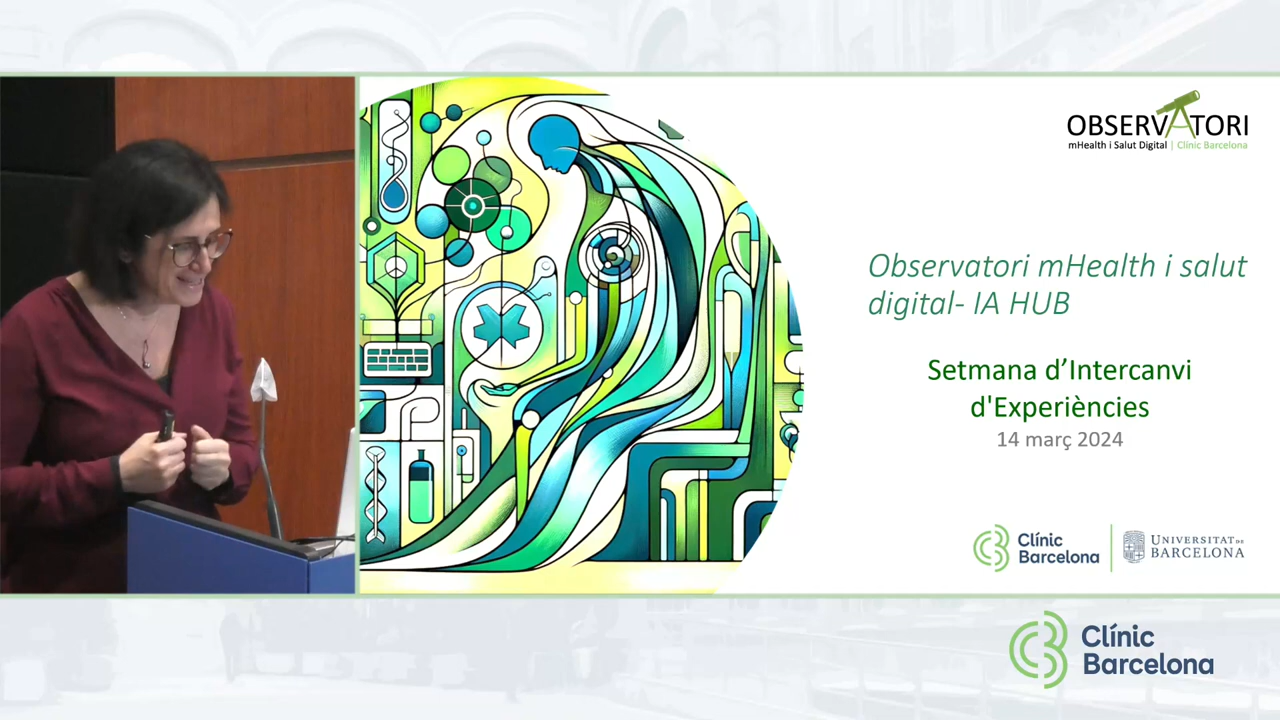 OBSERVATORI
mHealth i Salut Digital | Clínic Barcelona
Observatori mHealth i salut
digital- IA HUB
Setmana d’Intercanvi
d'Experiències
14 març 2024
Clínic
Barcelona
UNIVERSITAT DE
BARCELONA
Clínic
Barcelona